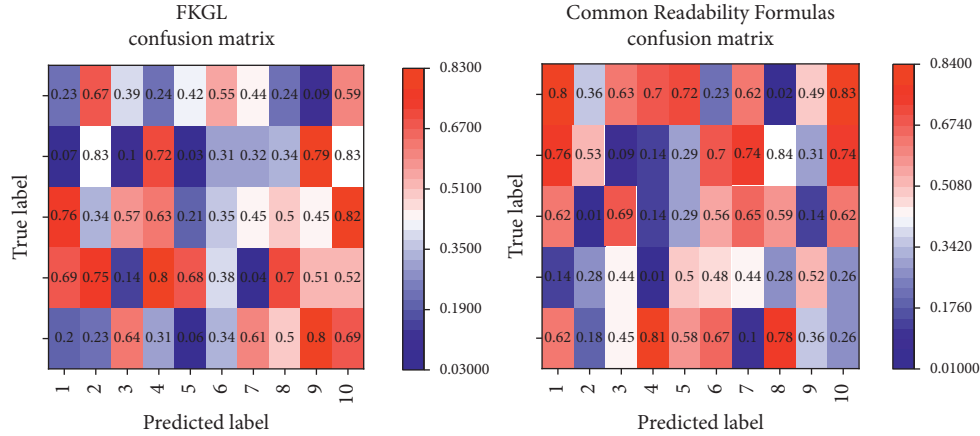 FKGL
confusion matrix
0.23 0.67 0.39 0.24 0.42 0.55 0.44 0.24 0.09 0.59
0.07 0.83 0.1 0.72 0.03 0.31 0.32 0.34 0.79 0.83
0.76 0.34 0.57 0.63 0.21 0.35 0.45 0.5 0.45 0.82
0.69 0.75 0.14 0.8 0.68 0.38 0.04 0.7 0.51 0.52
0.2 0.23 0.64 0.31 0.06 0.34 0.61 0.5 0.8 0.69
1 2 3 4 5 6 7 8 9 10
Predicted label
True label
0.8300
0.6700
0.5100
0.3500
0.1900
0.03000
Common Readability Formulas
confusion matrix
0.8 0.36 0.63 0.7 0.72 0.23 0.62 0.02 0.49 0.83
0.76 0.53 0.09 0.14 0.29 0.7 0.74 0.84 0.31 0.74
0.62 0.01 0.69 0.14 0.29 0.56 0.65 0.59 0.14 0.62
0.14 0.28 0.44 0.01 0.5 0.48 0.44 0.28 0.52 0.26
0.62 0.18 0.45 0.81 0.58 0.67 0.1 0.78 0.36 0.26
1 2 3 4 5 6 7 8 9 10
Predicted label
True label
0.8400
0.6740
0.5080
0.3420
0.1760
0.01000